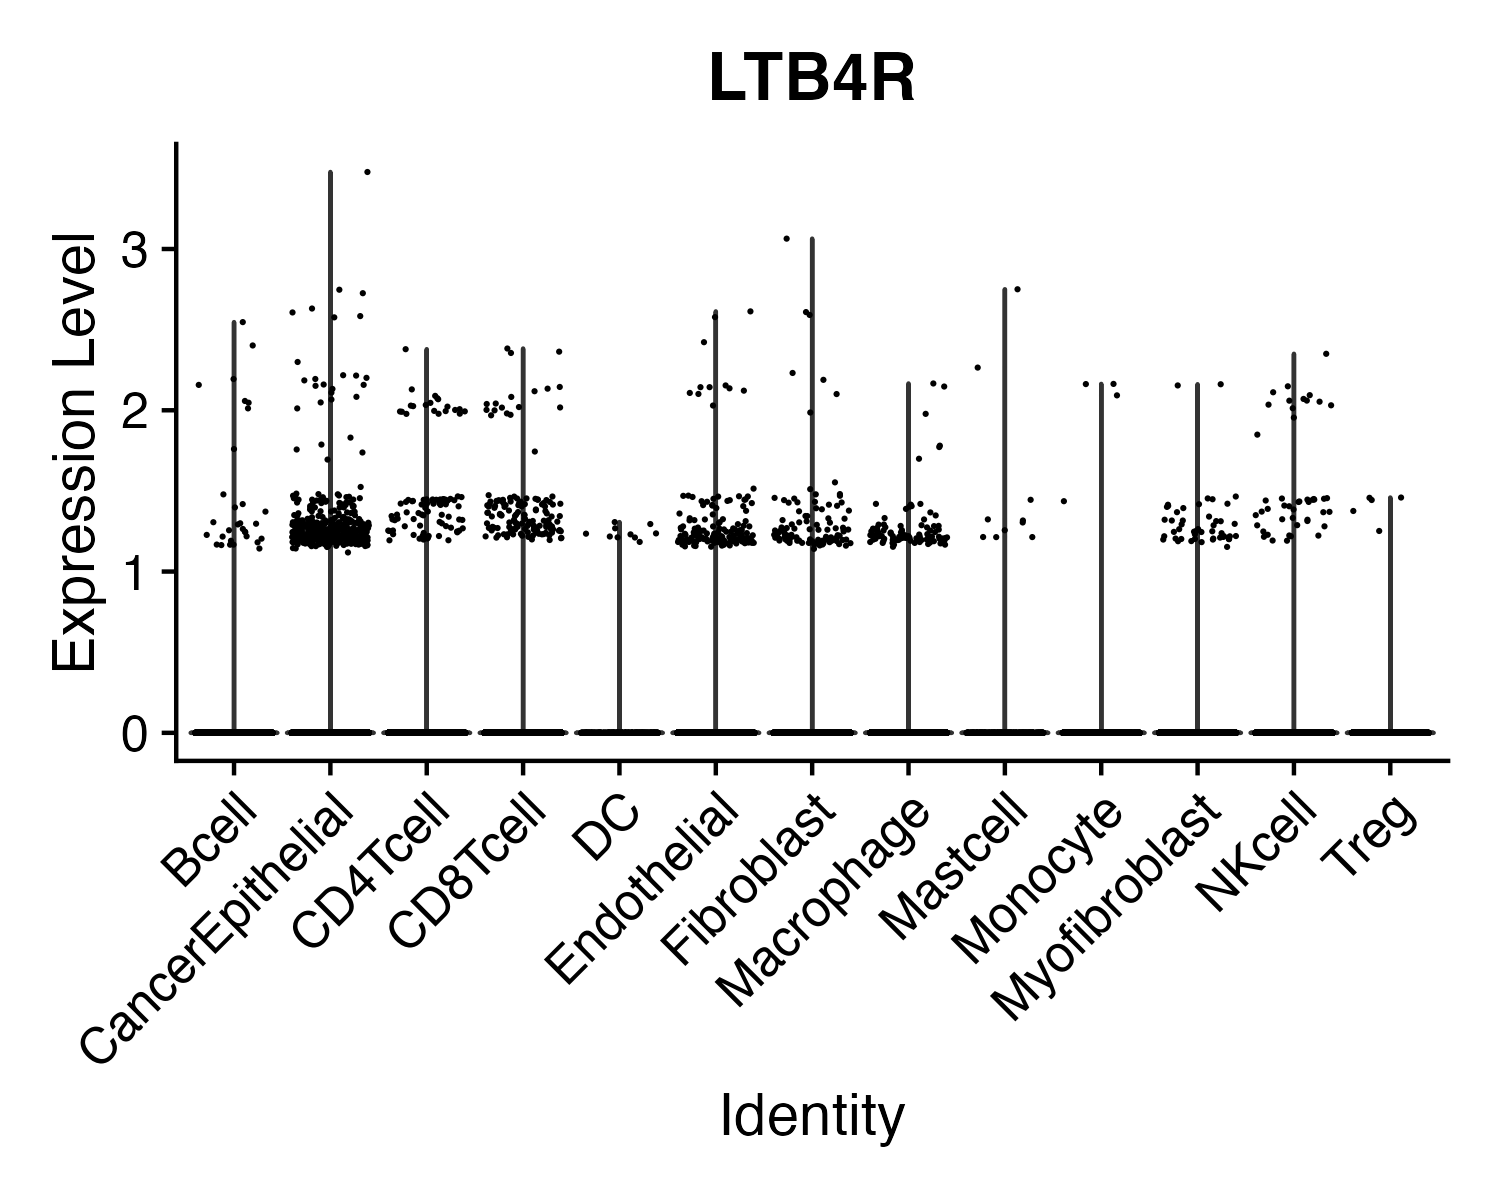 LTB4R
Expression Level
3
2
1
0
Bcell
CancerEpithelial
CD4Tcell
CD8Tcell
DC
Endothelial
Fibroblast
Macrophage
Mastcell
Monocyte
Myofibroblast
NKcell
Treg
Identity